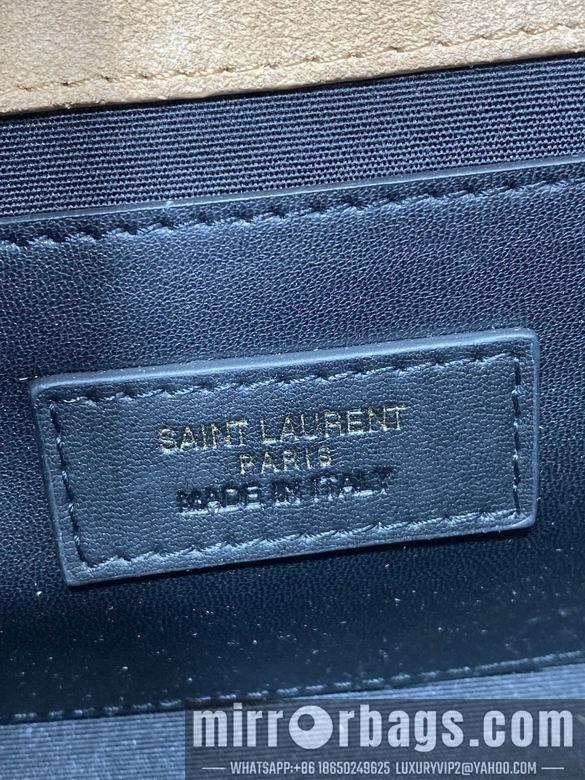 SAINT LAURENT
PARIS
MADE IN ITALY
mirrorbags.com
WHATSAPP:+86 18650249625 LUXURYVIP2@YAHOO.COM